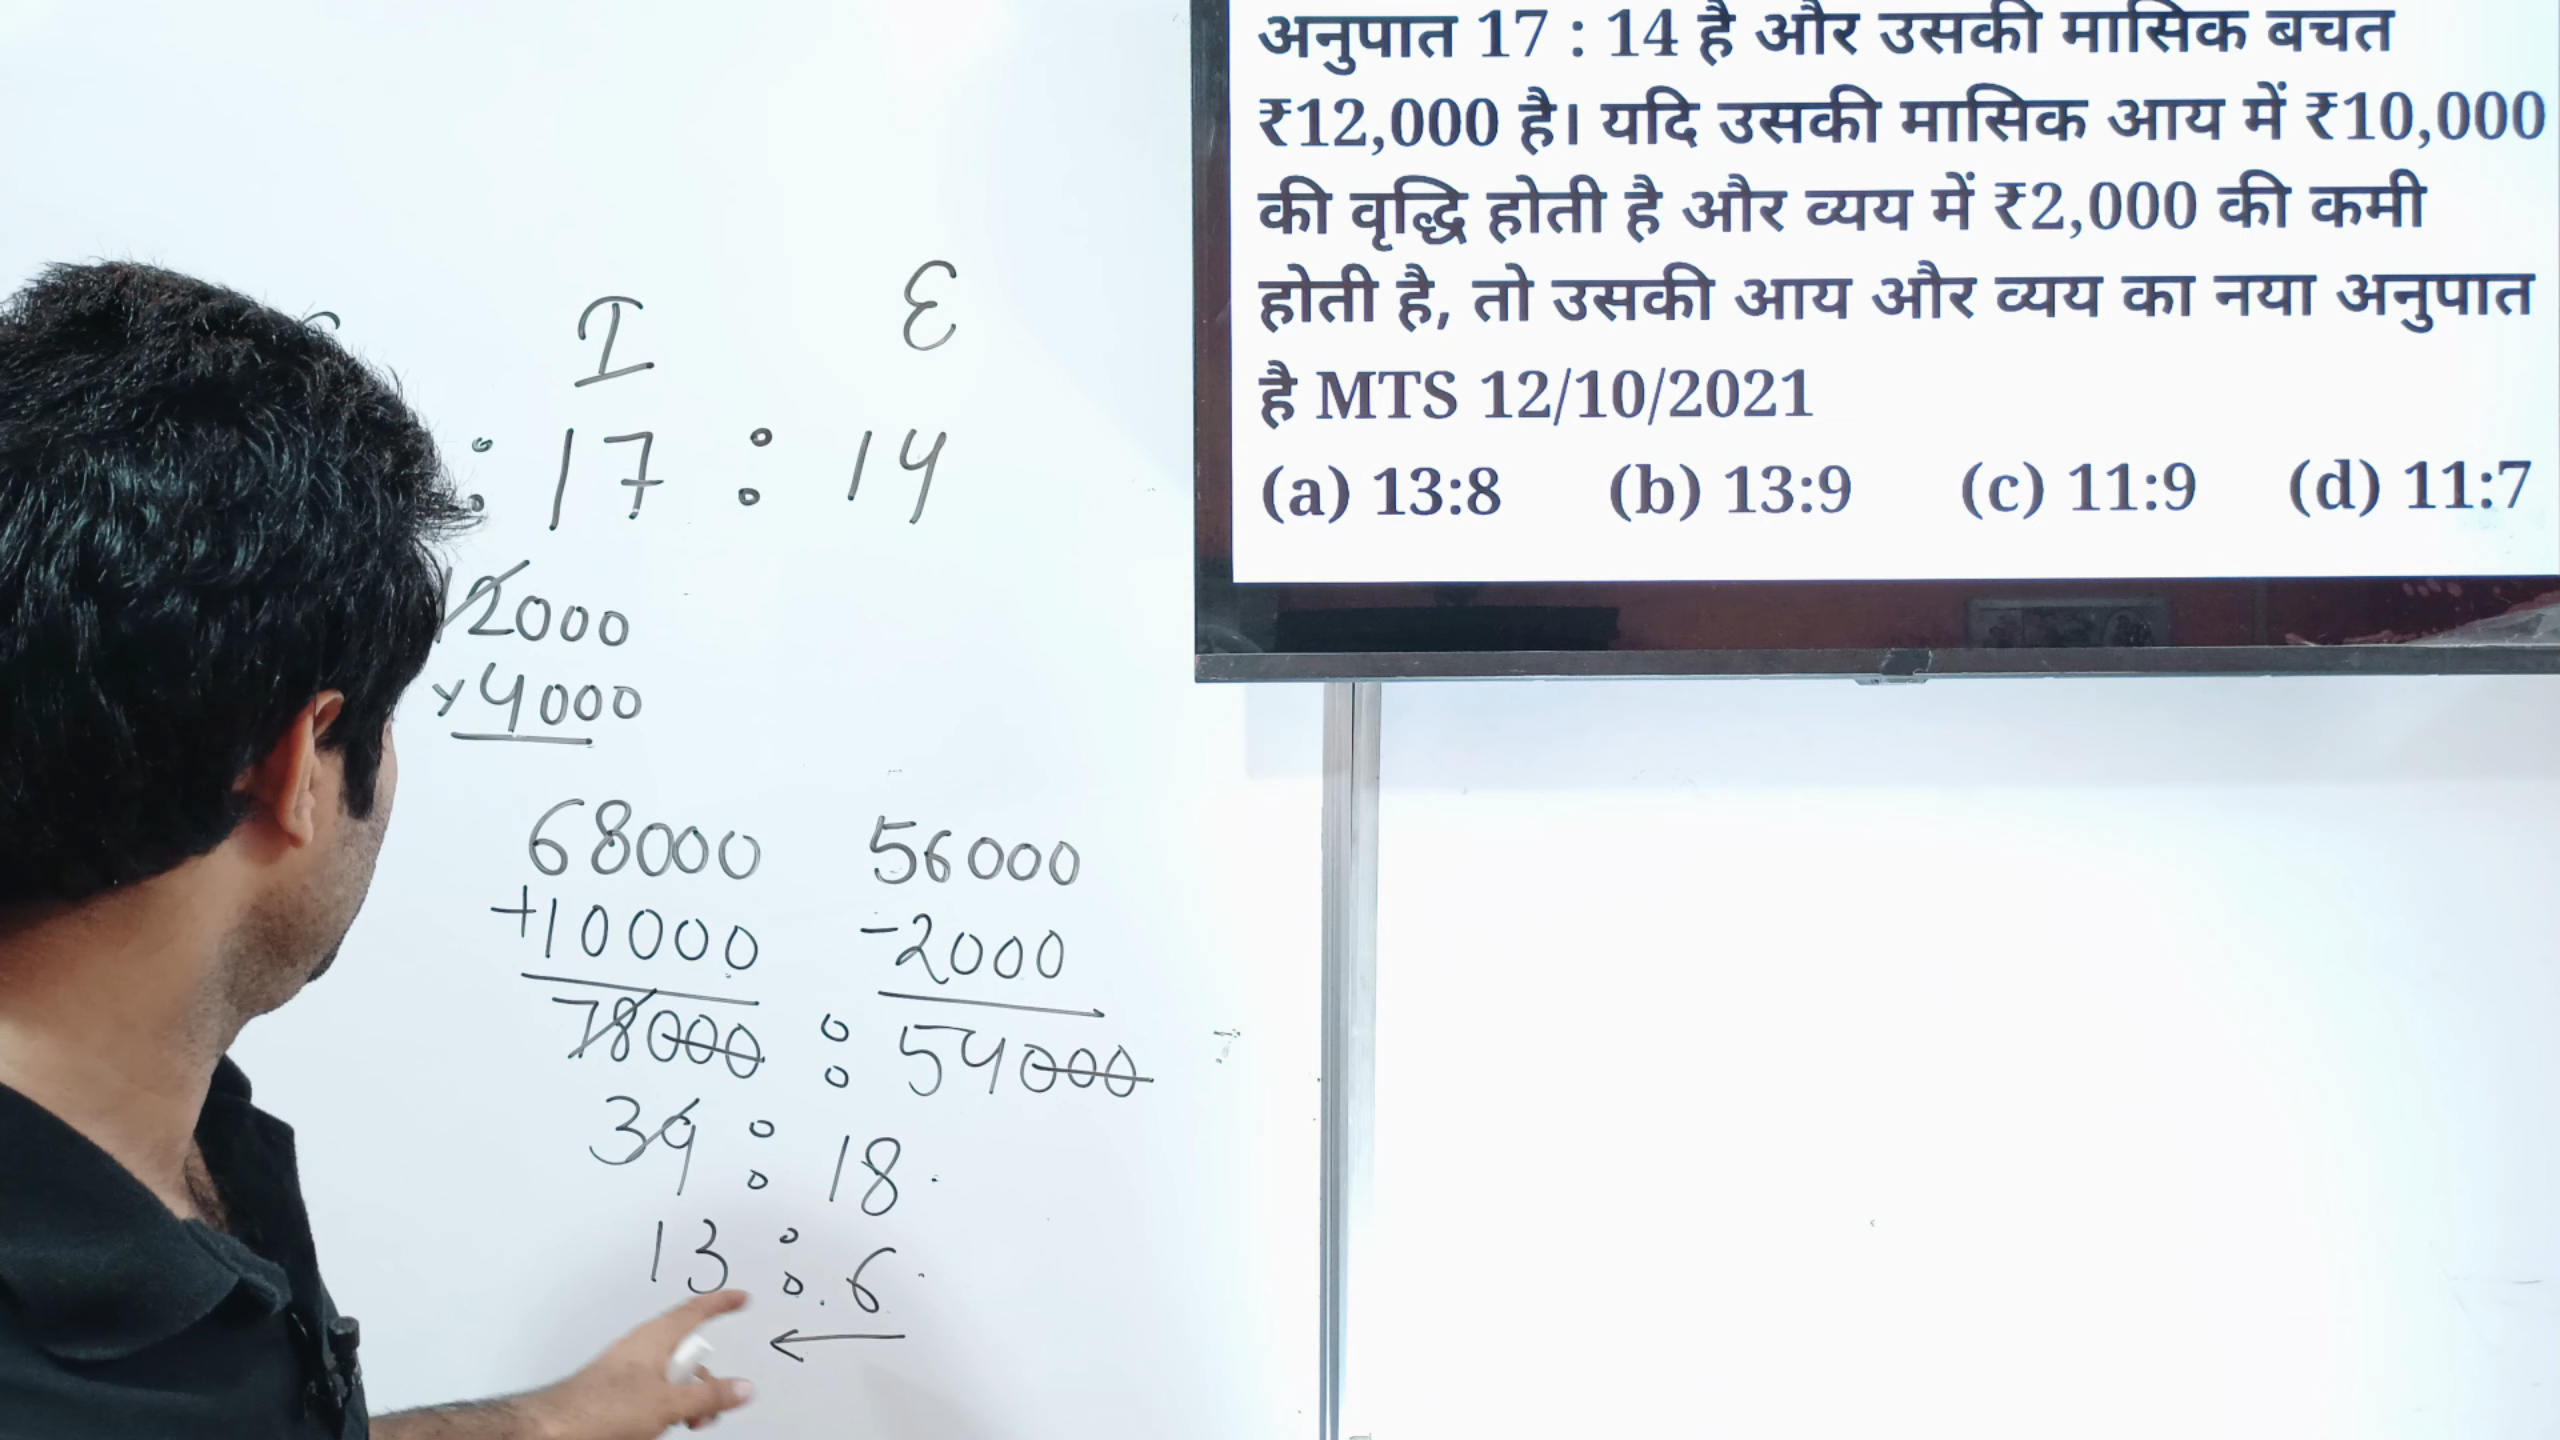 अनुपात 17 : 14 है और उसकी मासिक बचत
₹12,000 है। यदि उसकी मासिक आय में ₹10,000
की वृद्धि होती है और व्यय में ₹2,000 की कमी
होती है, तो उसकी आय और व्यय का नया अनुपात
है MTS 12/10/2021
(a) 13:8 (b) 13:9 (c) 11:9 (d) 11:7
I E
: 17 : 14
12000
×4000
68000 56000
+10000 -2000
78000 : 54000
39 : 18
13 : 6